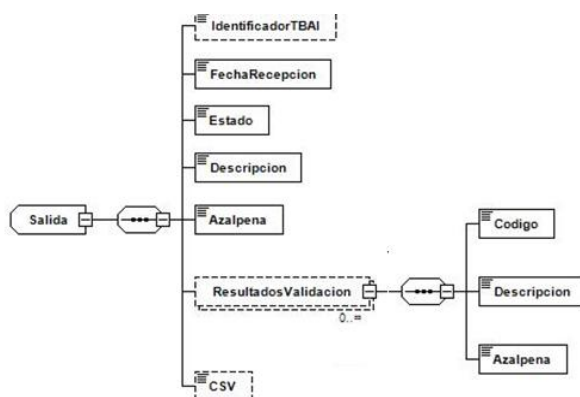 IdentificadorTBAI
FechaRecepcion
Estado
Descripcion
Salida
Azalpena
ResultadosValidacion
0..∞
CSV
Codigo
Descripcion
Azalpena